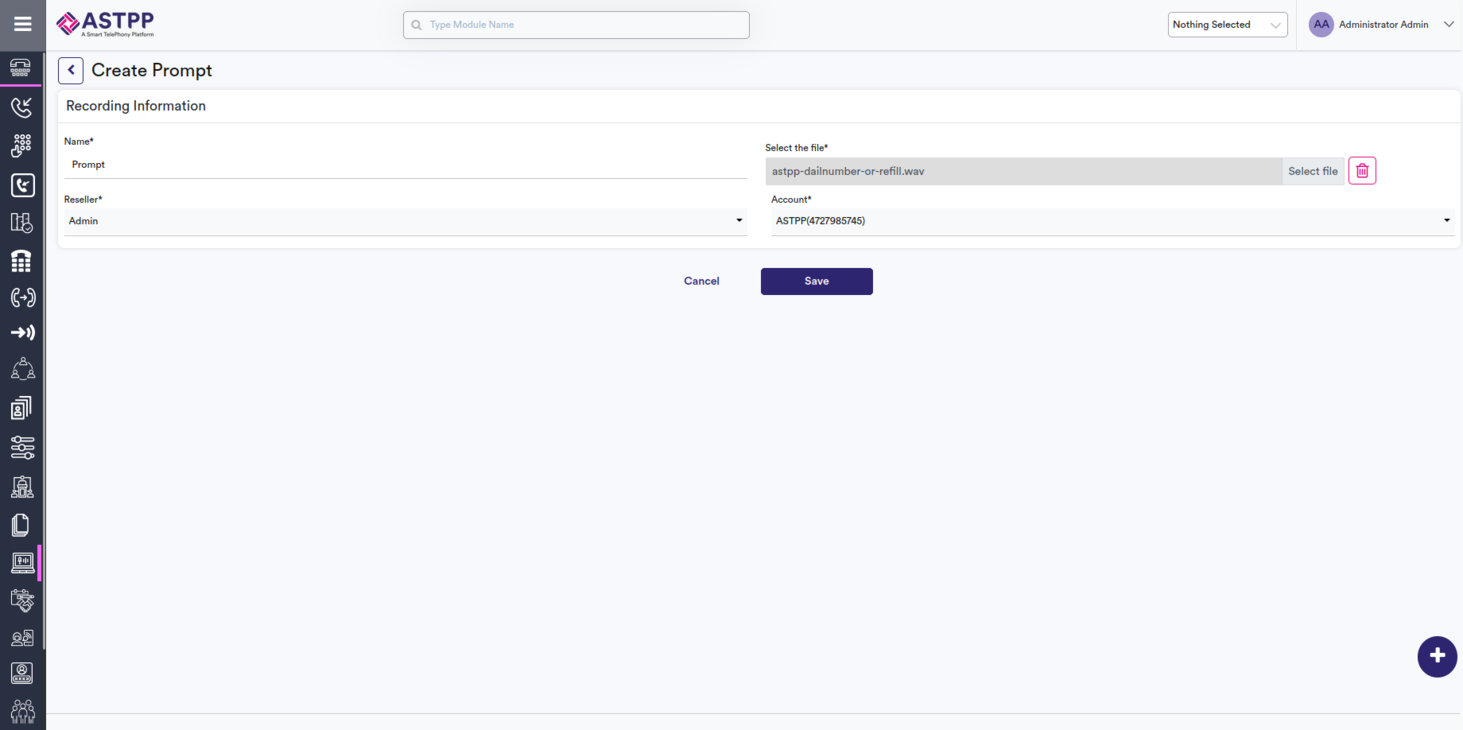 ASTPP
A Smart TelePhony Platform
Type Module Name
Nothing Selected
AA
Administrator Admin
Create Prompt
Recording Information
Name*
Prompt
Select the file*
astpp-dailnumber-or-refill.wav
Select file
Reseller*
Admin
Account*
ASTPP(4727985745)
Cancel
Save